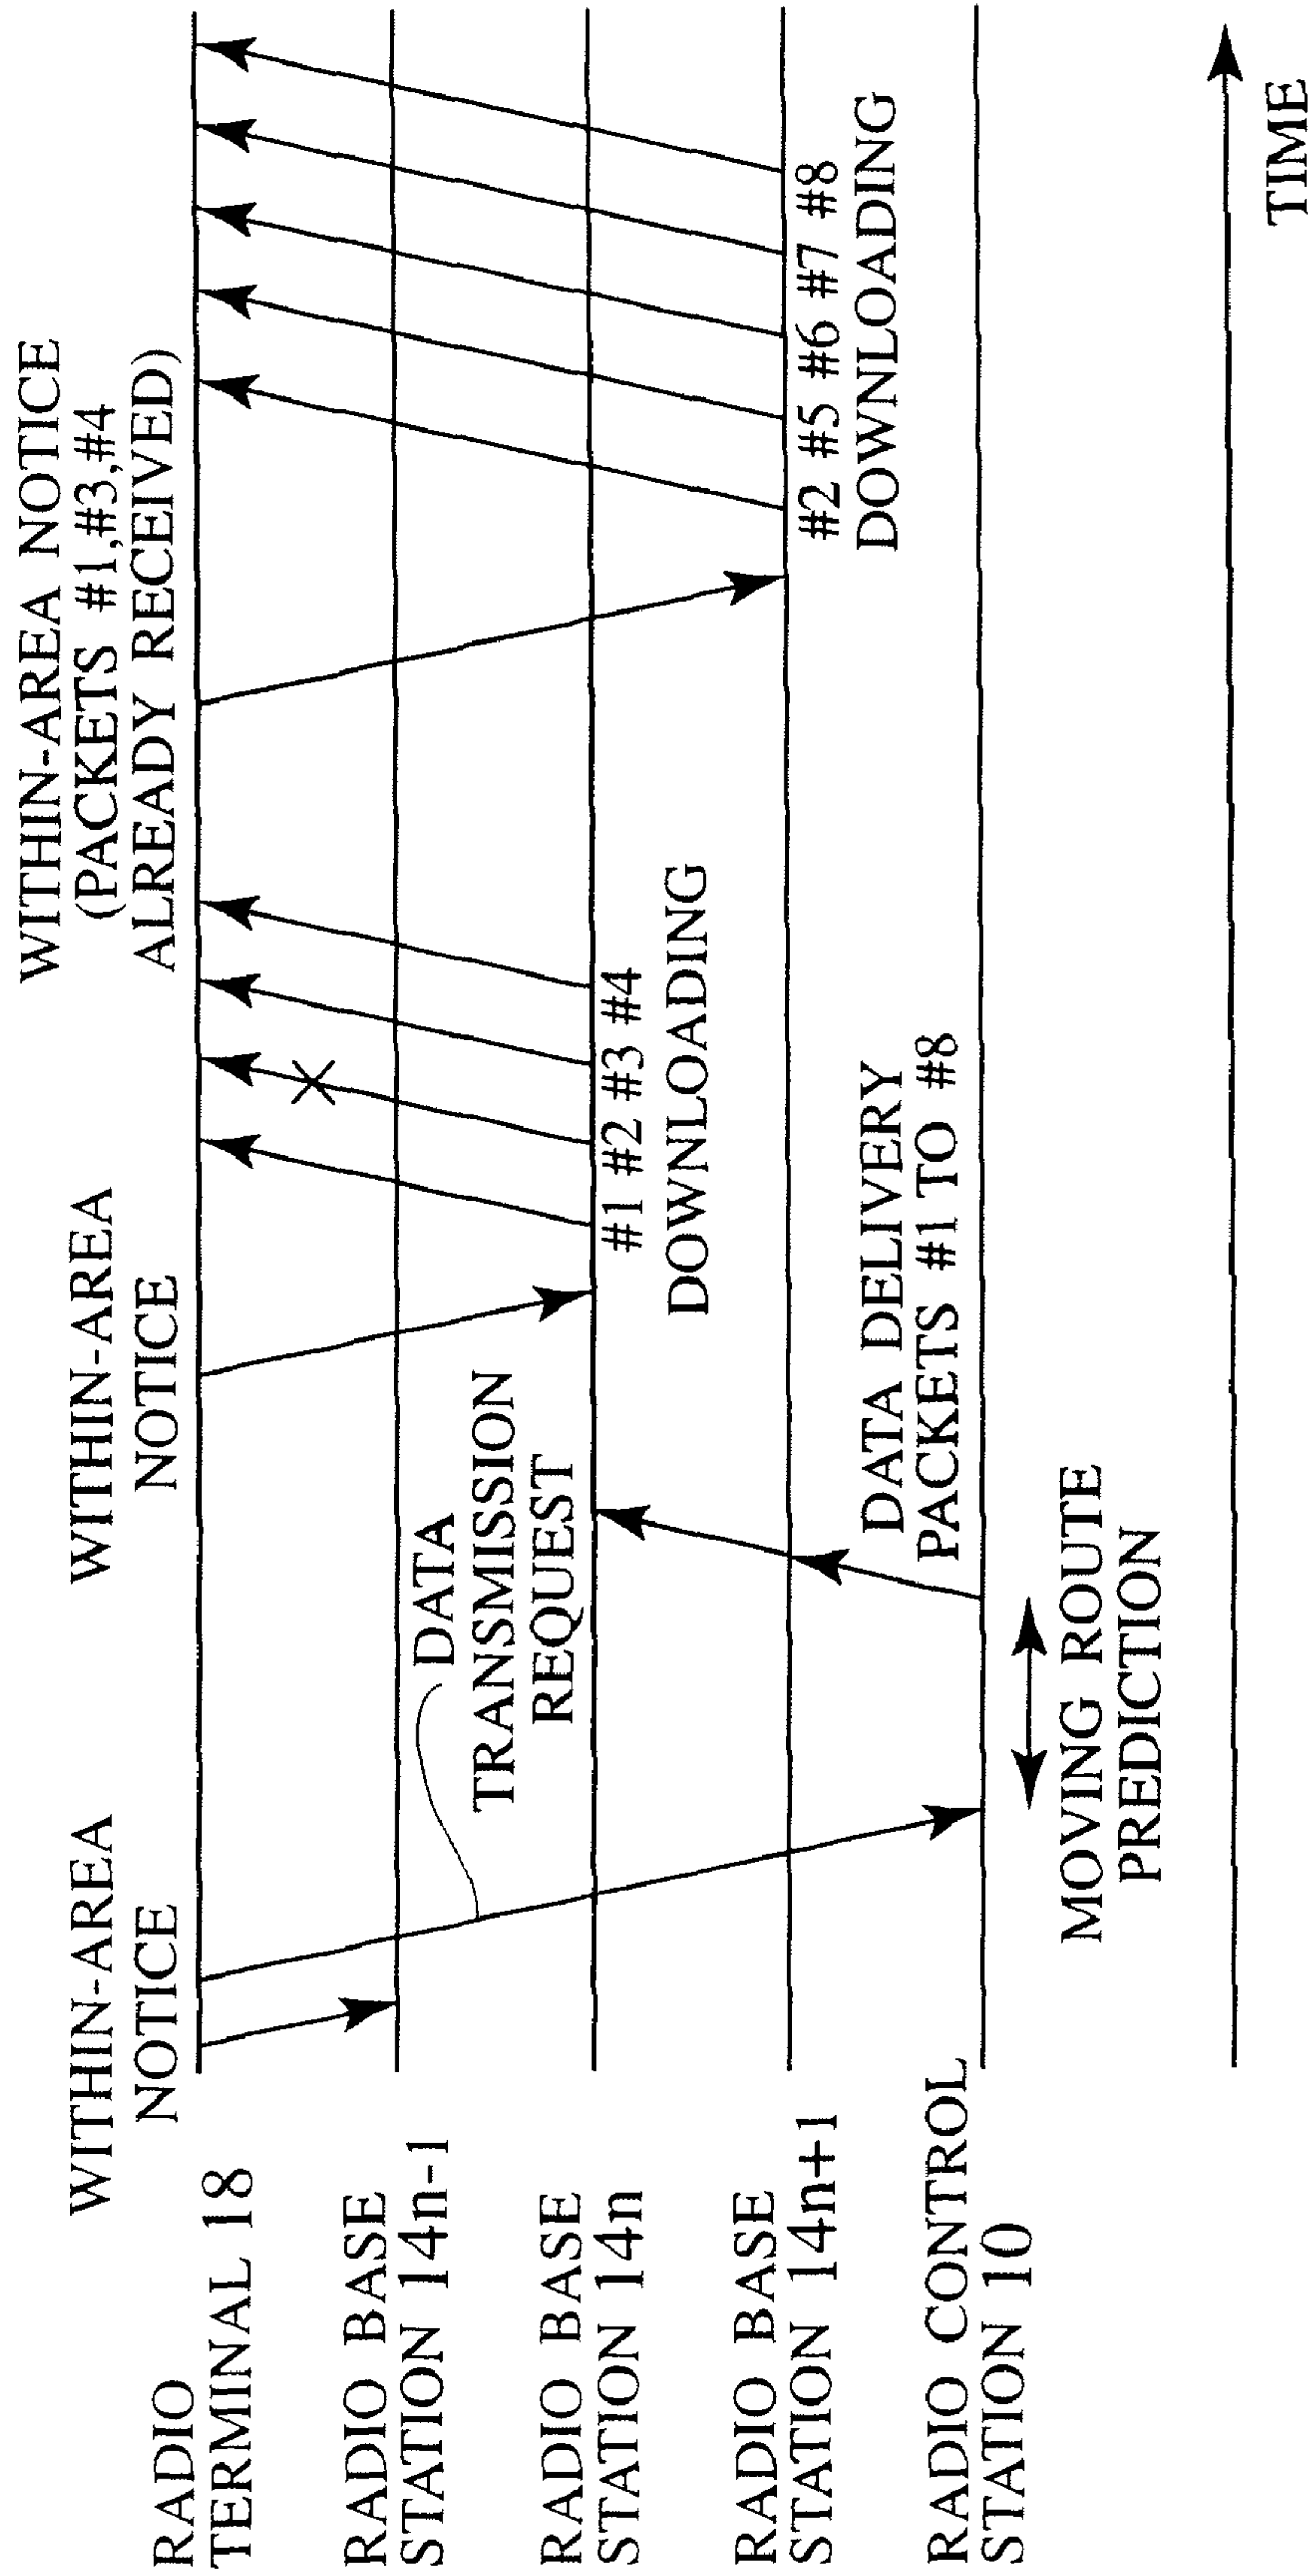 WITHIN-AREA
NOTICE
WITHIN-AREA
NOTICE
WITHIN-AREA NOTICE
(PACKETS #1,#3,#4
ALREADY RECEIVED)
RADIO
TERMINAL 18
RADIO BASE
STATION 14n-1
DATA
TRANSMISSION
REQUEST
RADIO BASE
STATION 14n
#1 #2 #3 #4
DOWNLOADING
RADIO BASE
STATION 14n+1
#2 #5 #6 #7 #8
DOWNLOADING
DATA DELIVERY
PACKETS #1 TO #8
RADIO CONTROL
STATION 10
MOVING ROUTE
PREDICTION
TIME